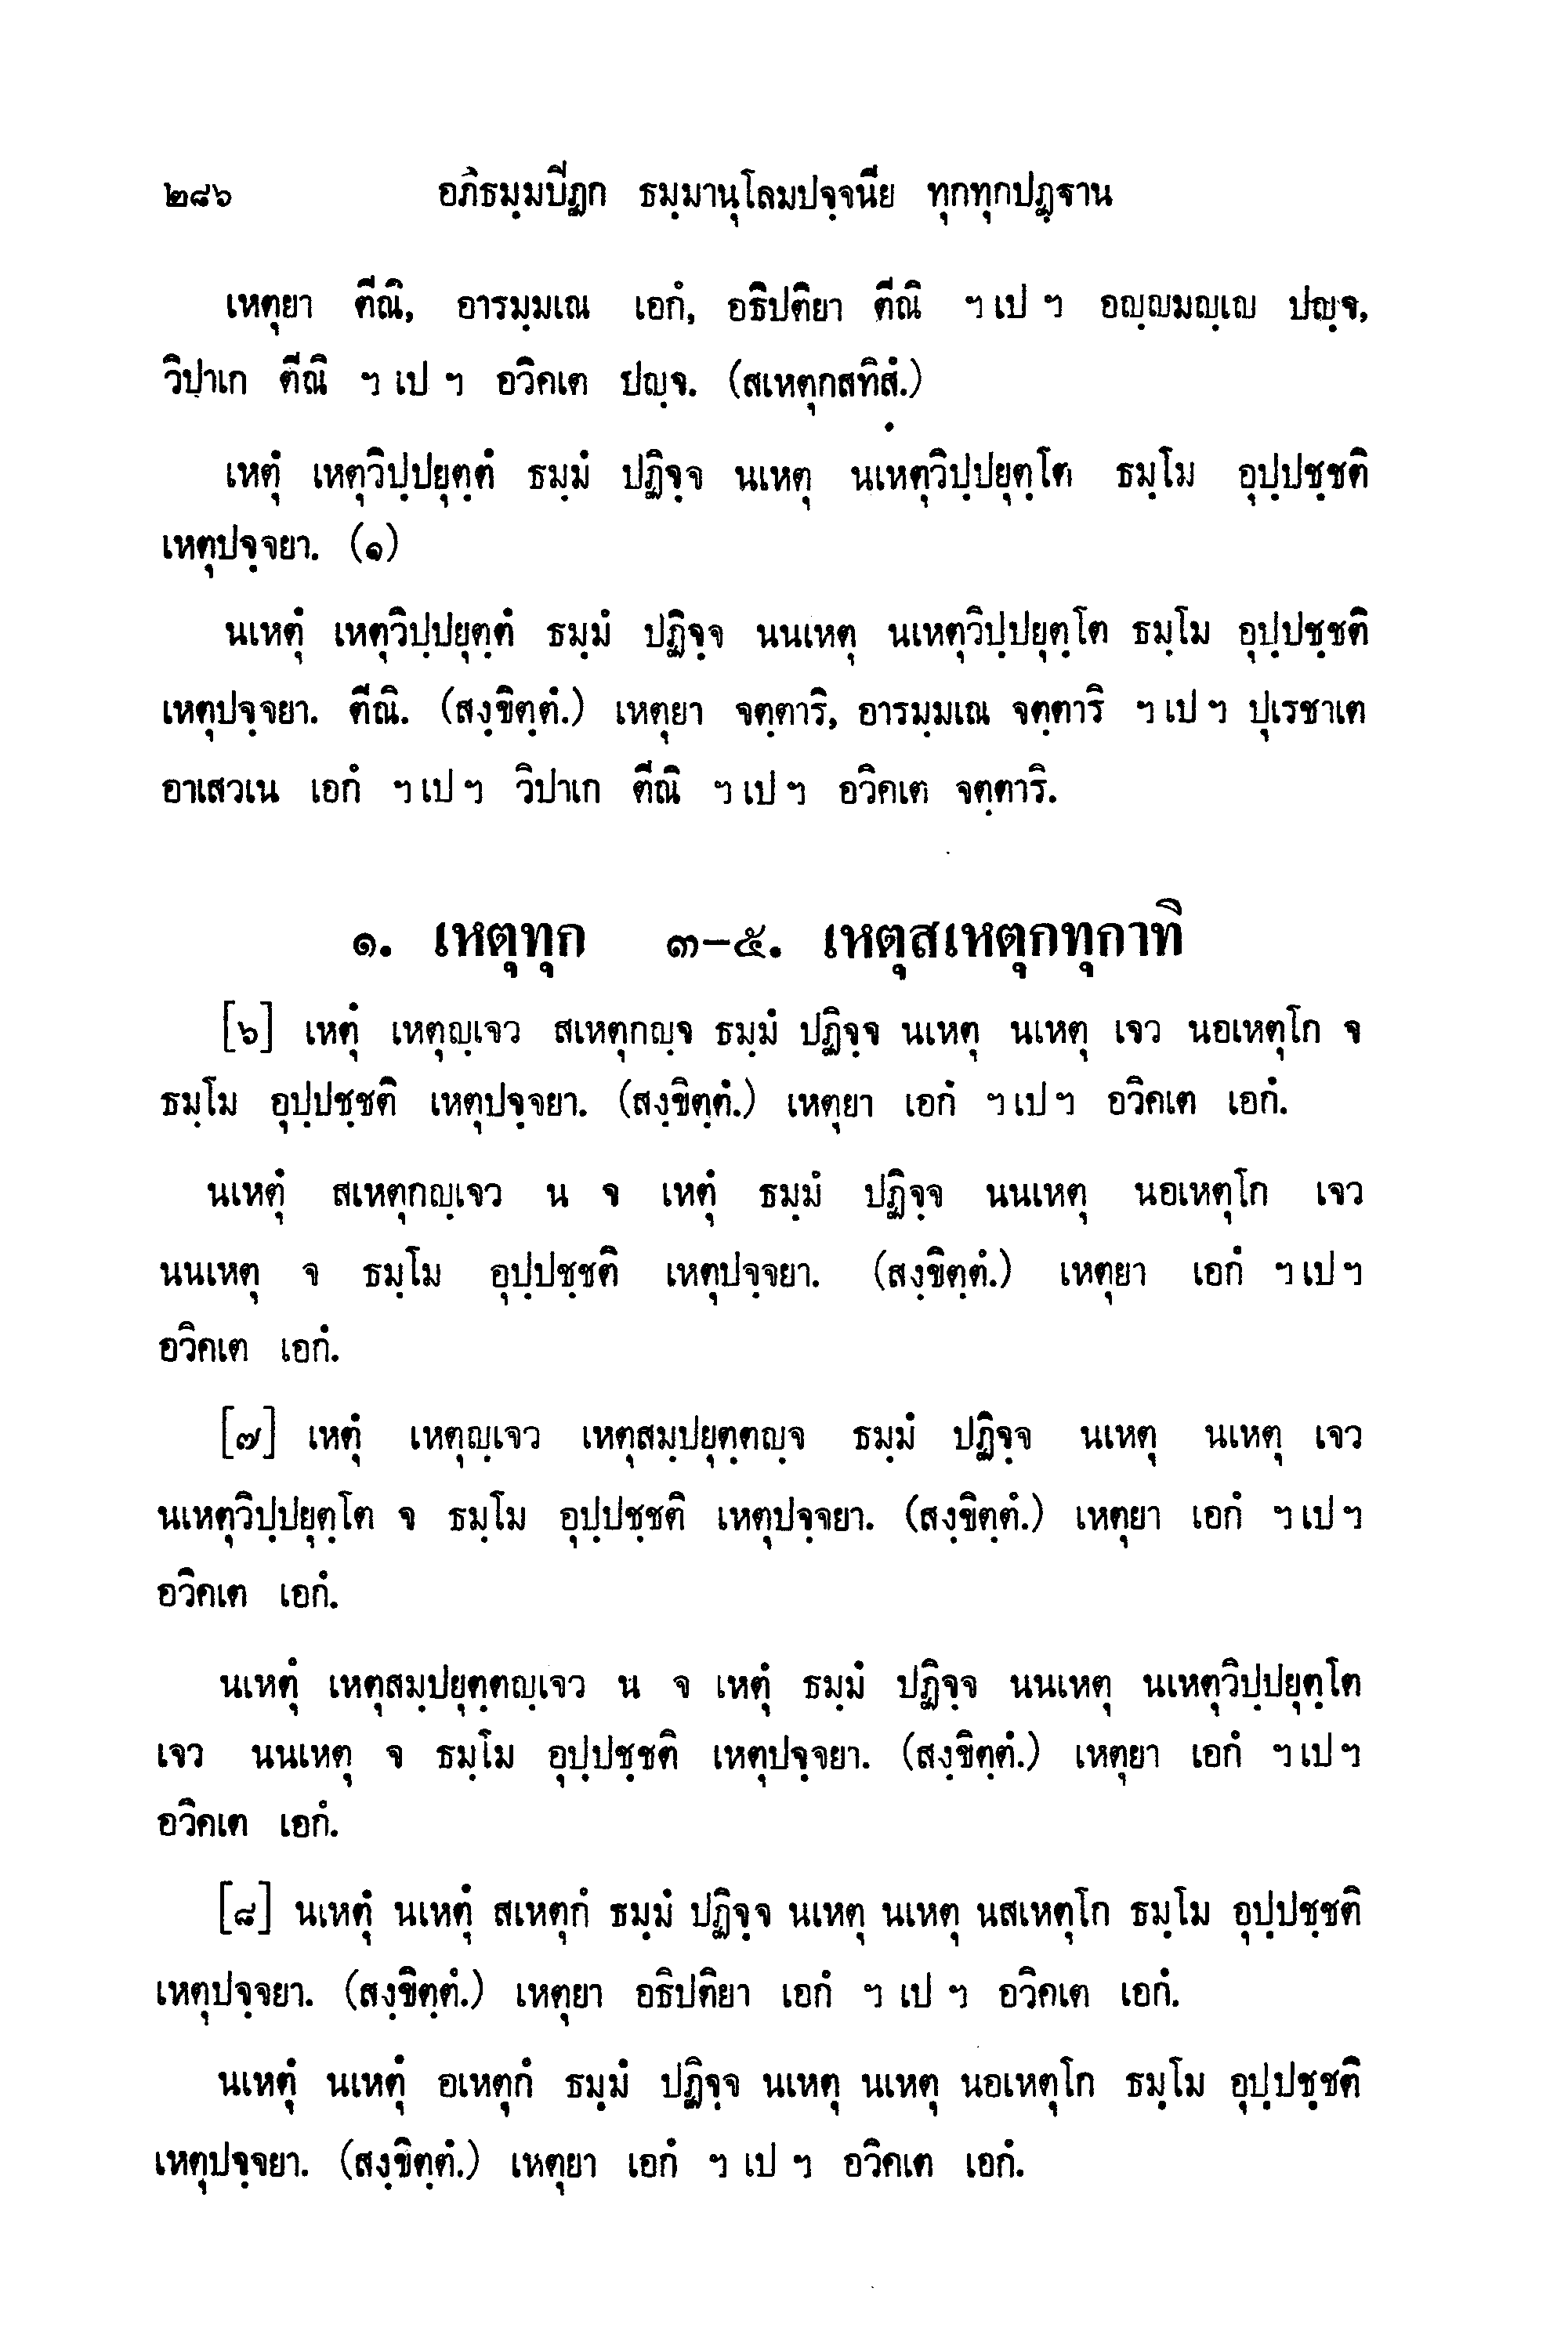 ๒๘๖ อภิธมฺมปิฏก ธมฺมานุโลมปจฺจนีย ทุกทุกปฏฺฐาน
เหตุยา ตีณิ, อารมฺมเณ เอกํ, อธิปติยา ตีณิ ฯ เป ฯ อญฺญมญฺเญ ปญฺจ,
วิปาเก ตีณิ ฯ เป ฯ อวิคเต ปญฺจ. (สเหตุกสทิสํ.)
เหตุํ เหตุวิปฺปยุตฺตํ ธมฺมํ ปฏิจฺจ นเหตุ นเหตุวิปฺปยุตฺโต ธมฺโม อุปฺปชฺชติ
เหตุปจฺจยา. (๑)
นเหตุํ เหตุวิปฺปยุตฺตํ ธมฺมํ ปฏิจฺจ นนเหตุ นเหตุวิปฺปยุตฺโต ธมฺโม อุปฺปชฺชติ
เหตุปจฺจยา. ตีณิ. (สงฺขิตฺตํ.) เหตุยา จตฺตาริ, อารมฺมเณ จตฺตาริ ฯ เป ฯ ปุเรชาเต
อาเสวเน เอกํ ฯ เป ฯ วิปาเก ตีณิ ฯ เป ฯ อวิคเต จตฺตาริ.
๑. เหตุทุก ๓-๕. เหตุสเหตุกทุกาทิ
[๖] เหตุํ เหตุญฺเจว สเหตุกญฺจ ธมฺมํ ปฏิจฺจ นเหตุ นเหตุ เจว นอเหตุโก จ
ธมฺโม อุปฺปชฺชติ เหตุปจฺจยา. (สงฺขิตฺตํ.) เหตุยา เอกํ ฯ เป ฯ อวิคเต เอกํ.
นเหตุํ สเหตุกญฺเจว น จ เหตุํ ธมฺมํ ปฏิจฺจ นนเหตุ นอเหตุโก เจว
นนเหตุ จ ธมฺโม อุปฺปชฺชติ เหตุปจฺจยา. (สงฺขิตฺตํ.) เหตุยา เอกํ ฯ เป ฯ
อวิคเต เอกํ.
[๗] เหตุํ เหตุญฺเจว เหตุสมฺปยุตฺตญฺจ ธมฺมํ ปฏิจฺจ นเหตุ นเหตุ เจว
นเหตุวิปฺปยุตฺโต จ ธมฺโม อุปฺปชฺชติ เหตุปจฺจยา. (สงฺขิตฺตํ.) เหตุยา เอกํ ฯ เป ฯ
อวิคเต เอกํ.
นเหตุํ เหตุสมฺปยุตฺตญฺเจว น จ เหตุํ ธมฺมํ ปฏิจฺจ นนเหตุ นเหตุวิปฺปยุตฺโต
เจว นนเหตุ จ ธมฺโม อุปฺปชฺชติ เหตุปจฺจยา. (สงฺขิตฺตํ.) เหตุยา เอกํ ฯ เป ฯ
อวิคเต เอกํ.
[๘] นเหตุํ นเหตุํ สเหตุกํ ธมฺมํ ปฏิจฺจ นเหตุ นเหตุ นสเหตุโก ธมฺโม อุปฺปชฺชติ
เหตุปจฺจยา. (สงฺขิตฺตํ.) เหตุยา อธิปติยา เอกํ ฯ เป ฯ อวิคเต เอกํ.
นเหตุํ นเหตุํ อเหตุกํ ธมฺมํ ปฏิจฺจ นเหตุ นเหตุ นอเหตุโก ธมฺโม อุปฺปชฺชติ
เหตุปจฺจยา. (สงฺขิตฺตํ.) เหตุยา เอกํ ฯ เป ฯ อวิคเต เอกํ.